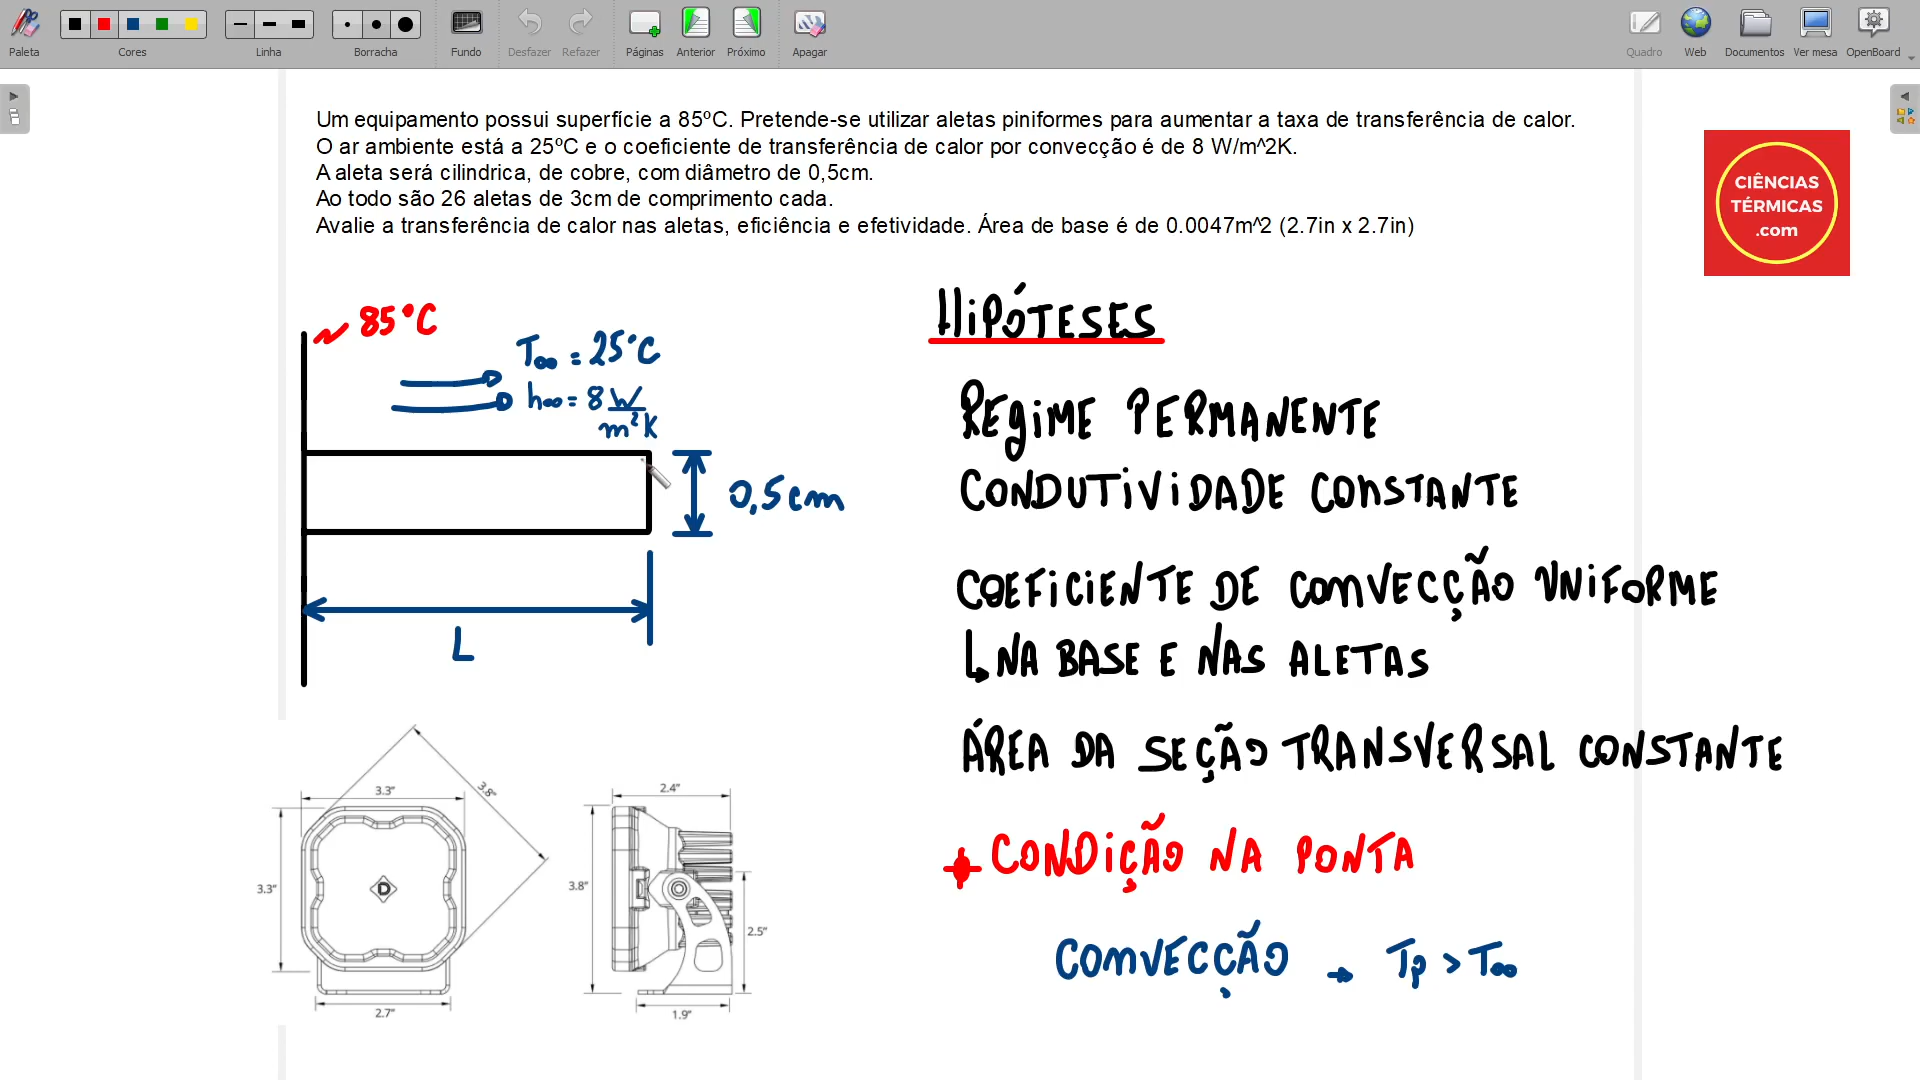 Paleta
Cores
Linha
Borracha
Fundo
Desfazer
Refazer
Páginas
Anterior
Próximo
Apagar
Quadro
Web
Documentos
Ver mesa
OpenBoard
Um equipamento possui superfície a 85ºC. Pretende-se utilizar aletas piniformes para aumentar a taxa de transferência de calor.
O ar ambiente está a 25ºC e o coeficiente de transferência de calor por convecção é de 8 W/m^2K.
A aleta será cilindrica, de cobre, com diâmetro de 0,5cm.
Ao todo são 26 aletas de 3cm de comprimento cada.
Avalie a transferência de calor nas aletas, eficiência e efetividade. Área de base é de 0.0047m^2 (2.7in x 2.7in)
CIÊNCIAS
TÉRMICAS
.com
85°C
T∞ = 25°C
h∞ = 8 W/m²K
0,5cm
L
HIPÓTESES
REGIME PERMANENTE
CONDUTIVIDADE CONSTANTE
COEFICIENTE DE CONVECÇÃO UNIFORME
↳ NA BASE E NAS ALETAS
ÁREA DA SEÇÃO TRANSVERSAL CONSTANTE
CONDIÇÃO NA PONTA
CONVECÇÃO → Tp > T∞
3.3"
3.8"
3.3"
D
2.7"
2.4"
3.8"
2.5"
1.9"